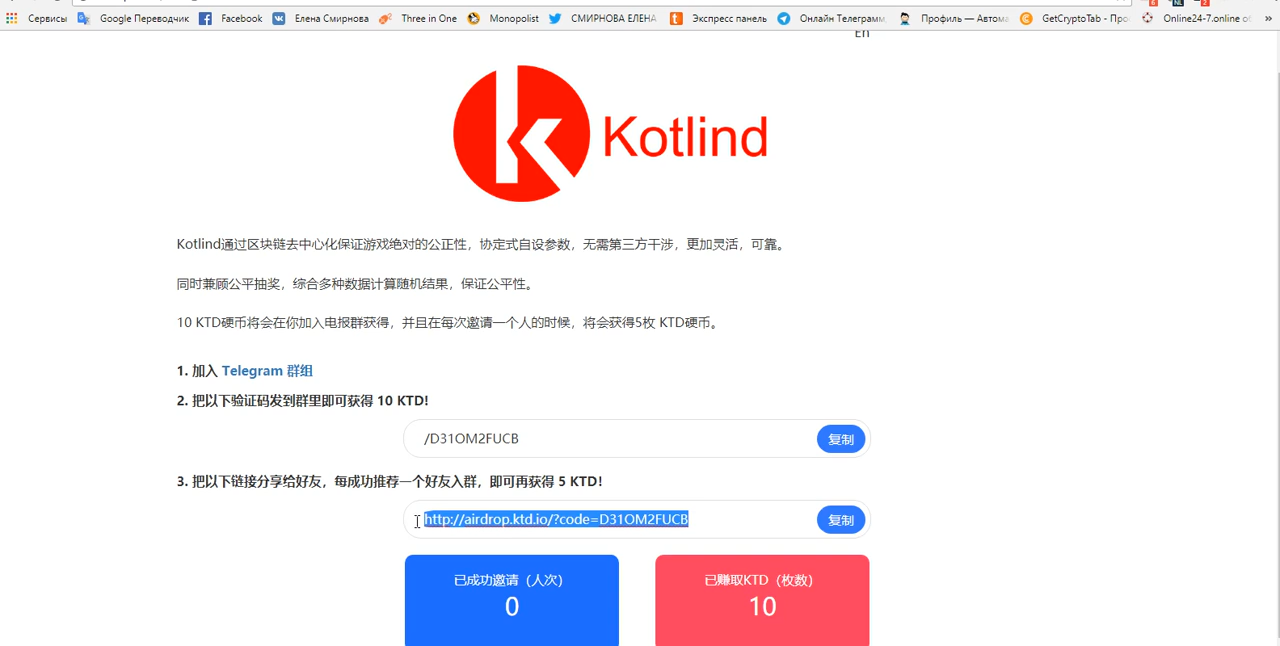 Сервисы Google Переводчик Facebook Елена Смирнова Three in One Monopolist СМИРНОВА ЕЛЕНА Экспресс панель Онлайн Телеграмм Профиль — Автома GetCryptoTab - Про Online24-7.online »
6 NL 2
En
Kotlind
Kotlind通过区块链去中心化保证游戏绝对的公正性，协定式自设参数，无需第三方干涉，更加灵活，可靠。
同时兼顾公平抽奖，综合多种数据计算随机结果，保证公平性。
10 KTD硬币将会在你加入电报群获得，并且在每次邀请一个人的时候，将会获得5枚 KTD硬币。
1. 加入 Telegram 群组
2. 把以下验证码发到群里即可获得 10 KTD!
/D31OM2FUCB 复制
3. 把以下链接分享给好友，每成功推荐一个好友入群，即可再获得 5 KTD!
http://airdrop.ktd.io/?code=D31OM2FUCB 复制
已成功邀请（人次） 已赚取KTD（枚数）
0 10